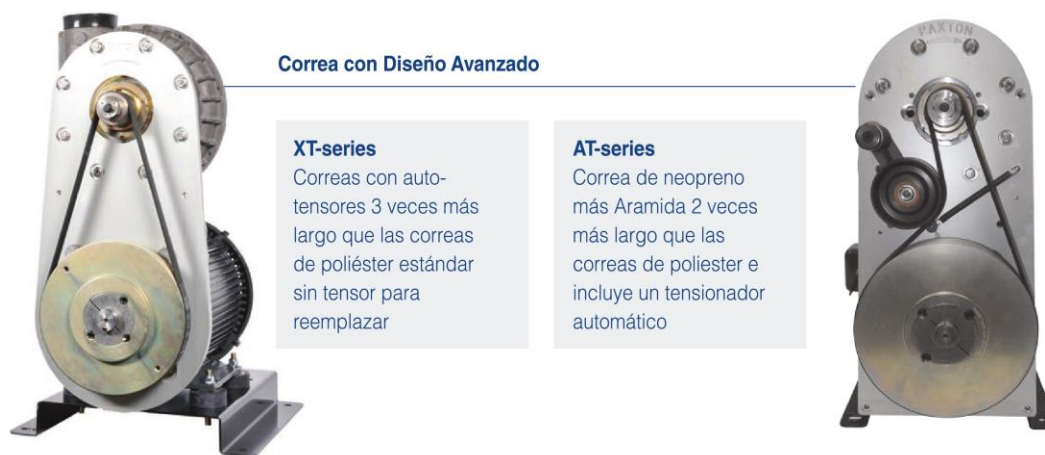 PAXTON
Correa con Diseño Avanzado
XT-series
Correas con auto-
tensores 3 veces más
largo que las correas
de poliéster estándar
sin tensor para
reemplazar
AT-series
Correa de neopreno
más Aramida 2 veces
más largo que las
correas de poliester e
incluye un tensionador
automático